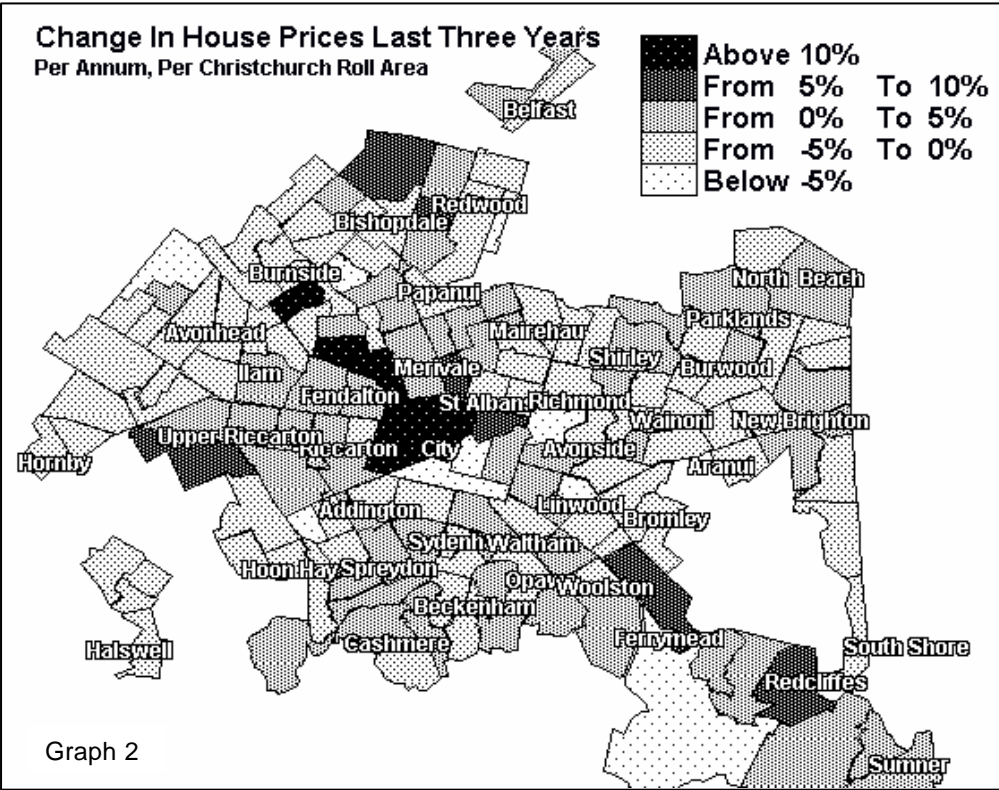 Change In House Prices Last Three Years
Per Annum, Per Christchurch Roll Area
Above 10%
From 5% To 10%
From 0% To 5%
From -5% To 0%
Below -5%
Belfast
Redwood
Bishopdale
Burnside
North Beach
Papanui
Parklands
Avonhead
Mairehau
Shirley
Merivale
Burwood
Ilam
Fendalton
St Alban
Richmond
Wainoni
New Brighton
Upper Riccarton
Riccarton
City
Avonside
Hornby
Aranui
Addington
Linwood
Bromley
Sydenh
Waltham
Hoon Hay
Spreydon
Opaw
Woolston
Beckenham
Ferrymead
Halswell
Cashmere
South Shore
Redcliffes
Graph 2
Sumner